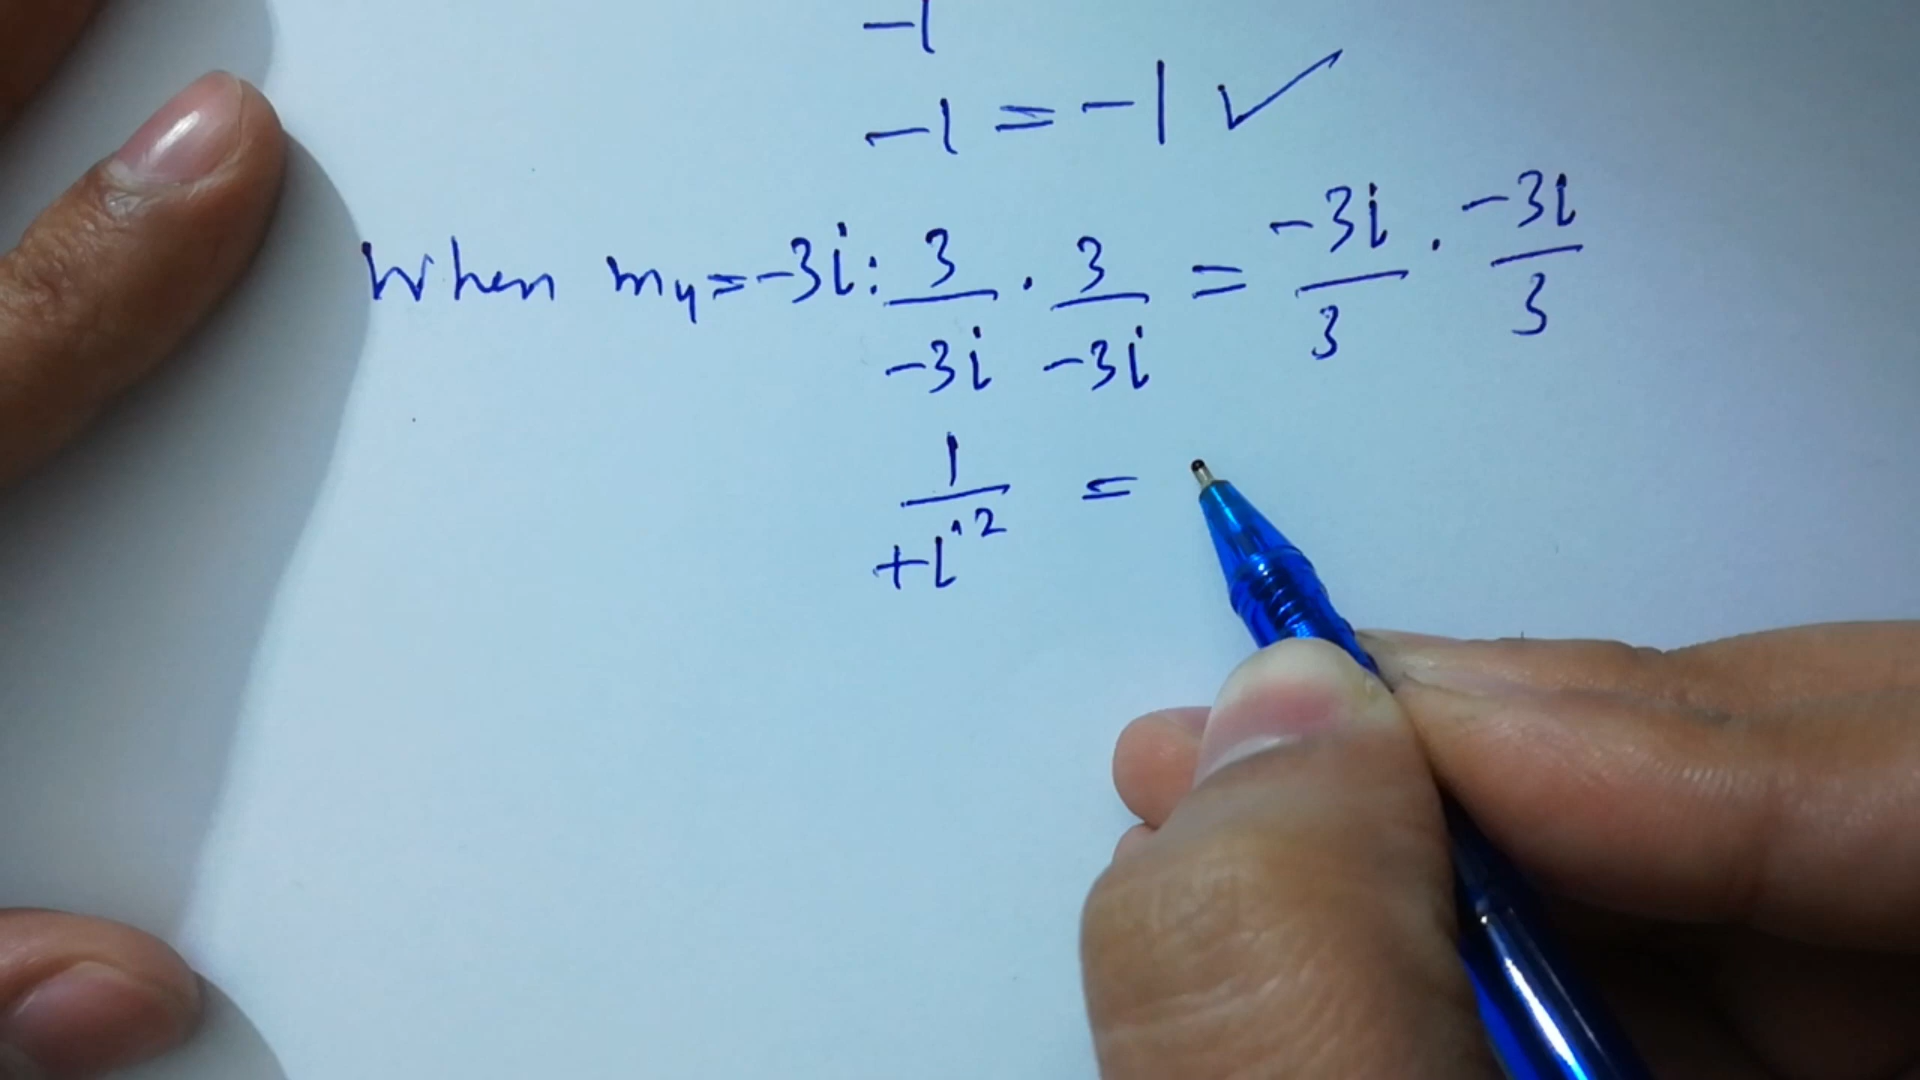 -1
-1 = -1 ✓
When m₄ = -3i: 3/-3i · 3/-3i = -3i/3 · -3i/3
1/+i² =